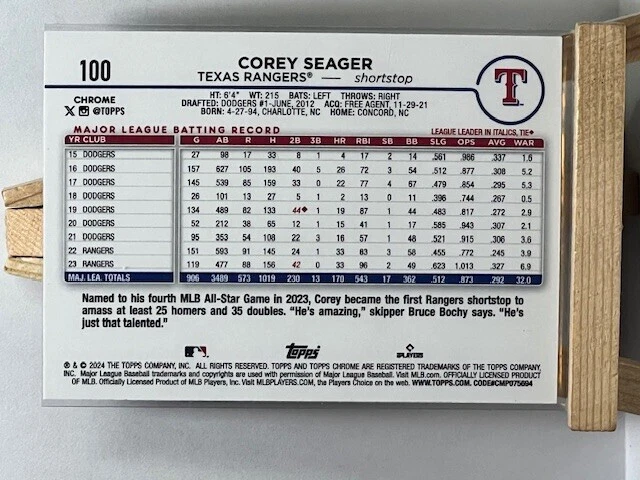 100
COREY SEAGER
TEXAS RANGERS® — shortstop
T
HT: 6'4" WT: 215 BATS: LEFT THROWS: RIGHT
DRAFTED: DODGERS #1-JUNE, 2012 ACQ: FREE AGENT, 11-29-21
BORN: 4-27-94, CHARLOTTE, NC HOME: CONCORD, NC
CHROME
X @TOPPS
MAJOR LEAGUE BATTING RECORD LEAGUE LEADER IN ITALICS, TIE♦
YR CLUB G AB R H 2B 3B HR RBI SB BB SLG OPS AVG WAR
15 DODGERS 27 98 17 33 8 1 4 17 2 14 .561 .986 .337 1.6
16 DODGERS 157 627 105 193 40 5 26 72 3 54 .512 .877 .308 5.2
17 DODGERS 145 539 85 159 33 0 22 77 4 67 .479 .854 .295 5.3
18 DODGERS 26 101 13 27 5 1 2 13 0 11 .396 .744 .267 0.5
19 DODGERS 134 489 82 133 44♦ 1 19 87 1 44 .483 .817 .272 2.9
20 DODGERS 52 212 38 65 12 1 15 41 1 17 .585 .943 .307 2.1
21 DODGERS 95 353 54 108 22 3 16 57 1 48 .521 .915 .306 3.6
22 RANGERS 151 593 91 145 24 1 33 83 3 58 .455 .772 .245 3.9
23 RANGERS 119 477 88 156 42 0 33 96 2 49 .623 1.013 .327 6.9
MAJ. LEA. TOTALS 906 3489 573 1019 230 13 170 543 17 362 .512 .873 .292 32.0
Named to his fourth MLB All-Star Game in 2023, Corey became the first Rangers shortstop to
amass at least 25 homers and 35 doubles. "He's amazing," skipper Bruce Bochy says. "He's
just that talented."
Topps
PLAYERS
® & © 2024 THE TOPPS COMPANY, INC. ALL RIGHTS RESERVED. TOPPS AND TOPPS CHROME ARE REGISTERED TRADEMARKS OF THE TOPPS COMPANY,
INC. Major League Baseball trademarks and copyrights are used with permission of Major League Baseball. Visit MLB.com. OFFICIALLY LICENSED PRODUCT
OF MLB. Officially Licensed Product of MLB Players, Inc. Visit MLBPLAYERS.com, the Players Choice on the web. WWW.TOPPS.COM. CODE#CMP075694